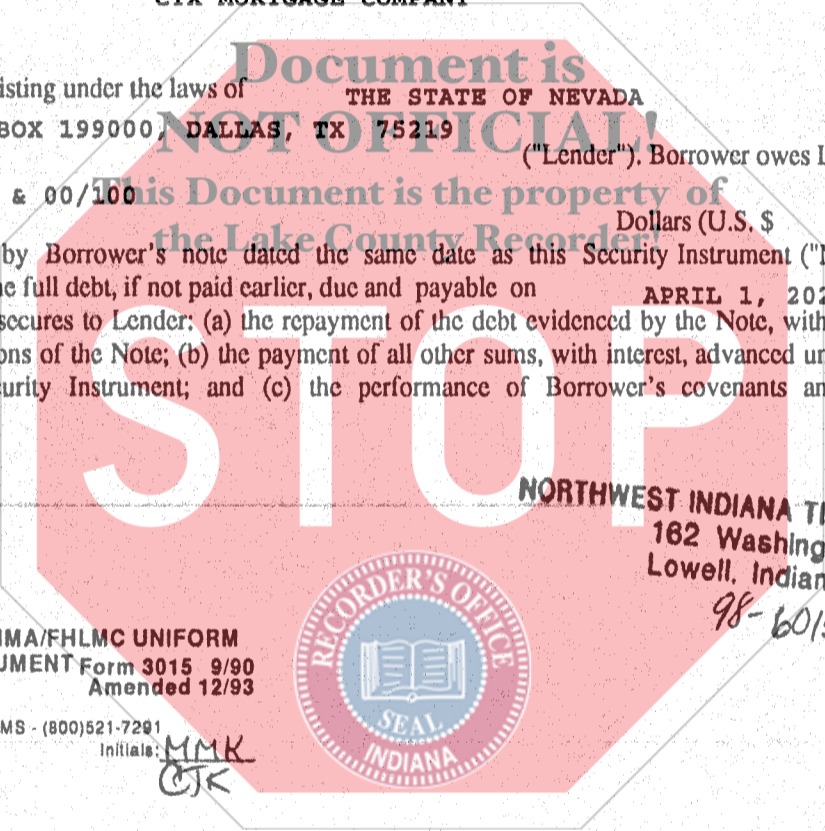 CTX MORTGAGE COMPANY
Document is
isting under the laws of THE STATE OF NEVADA
BOX 199000, DALLAS, TX 75219
NOT OFFICIAL!
("Lender"). Borrower owes L
& 00/100
This Document is the property of
Dollars (U.S. $
the Lake County Recorder!
by Borrower's note dated the same date as this Security Instrument ("
e full debt, if not paid earlier, due and payable on APRIL 1, 202
secures to Lender: (a) the repayment of the debt evidenced by the Note, with
ons of the Note; (b) the payment of all other sums, with interest, advanced un
curity Instrument; and (c) the performance of Borrower's covenants an
STOP
NORTHWEST INDIANA TI
162 Washing
Lowell, Indian
98-601
RECORDER'S OFFICE
SEAL
INDIANA
MA/FHLMC UNIFORM
UMENT Form 3015 9/90
Amended 12/93
MS - (800)521-7291
Initials: MMK
CJK